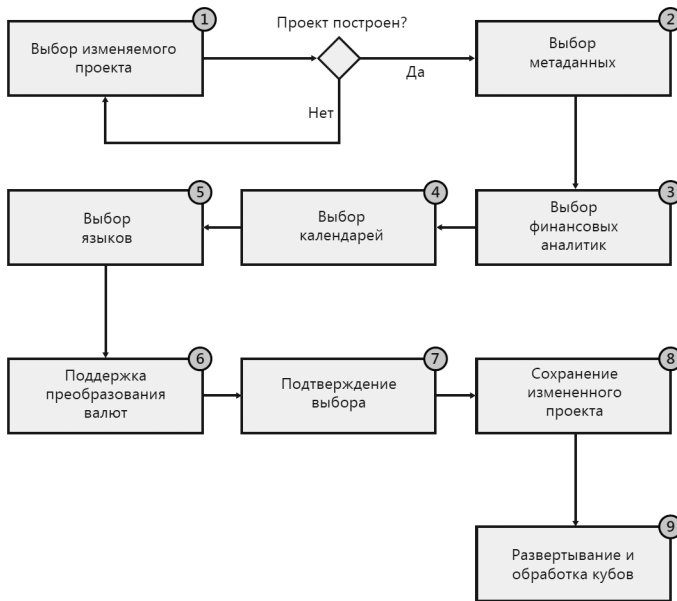 1
Выбор изменяемого
проекта
Проект построен?
Да
Нет
2
Выбор
метаданных
3
Выбор
финансовых
аналитик
4
Выбор
календарей
5
Выбор
языков
6
Поддержка
преобразования
валют
7
Подтверждение
выбора
8
Сохранение
измененного
проекта
9
Развертывание и
обработка кубов